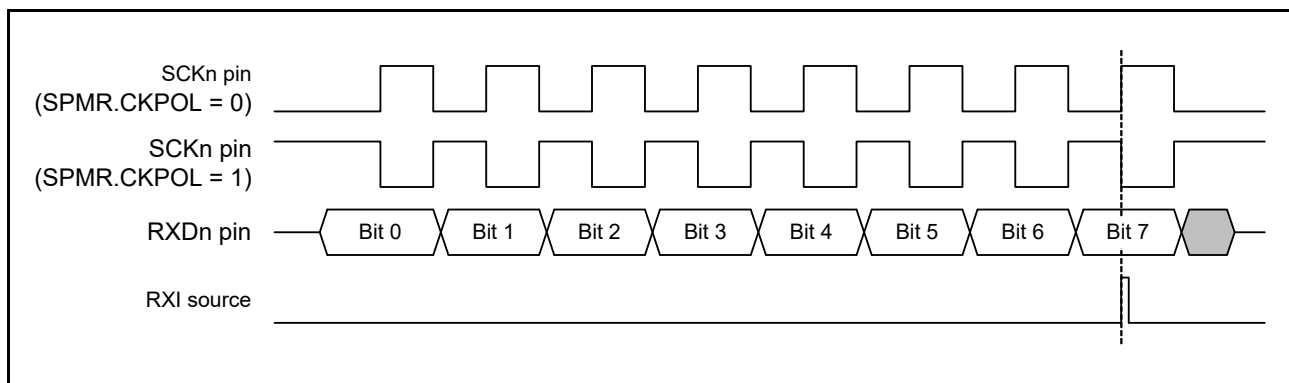 SCKn pin
(SPMR.CKPOL = 0)
SCKn pin
(SPMR.CKPOL = 1)
RXDn pin
Bit 0
Bit 1
Bit 2
Bit 3
Bit 4
Bit 5
Bit 6
Bit 7
RXI source